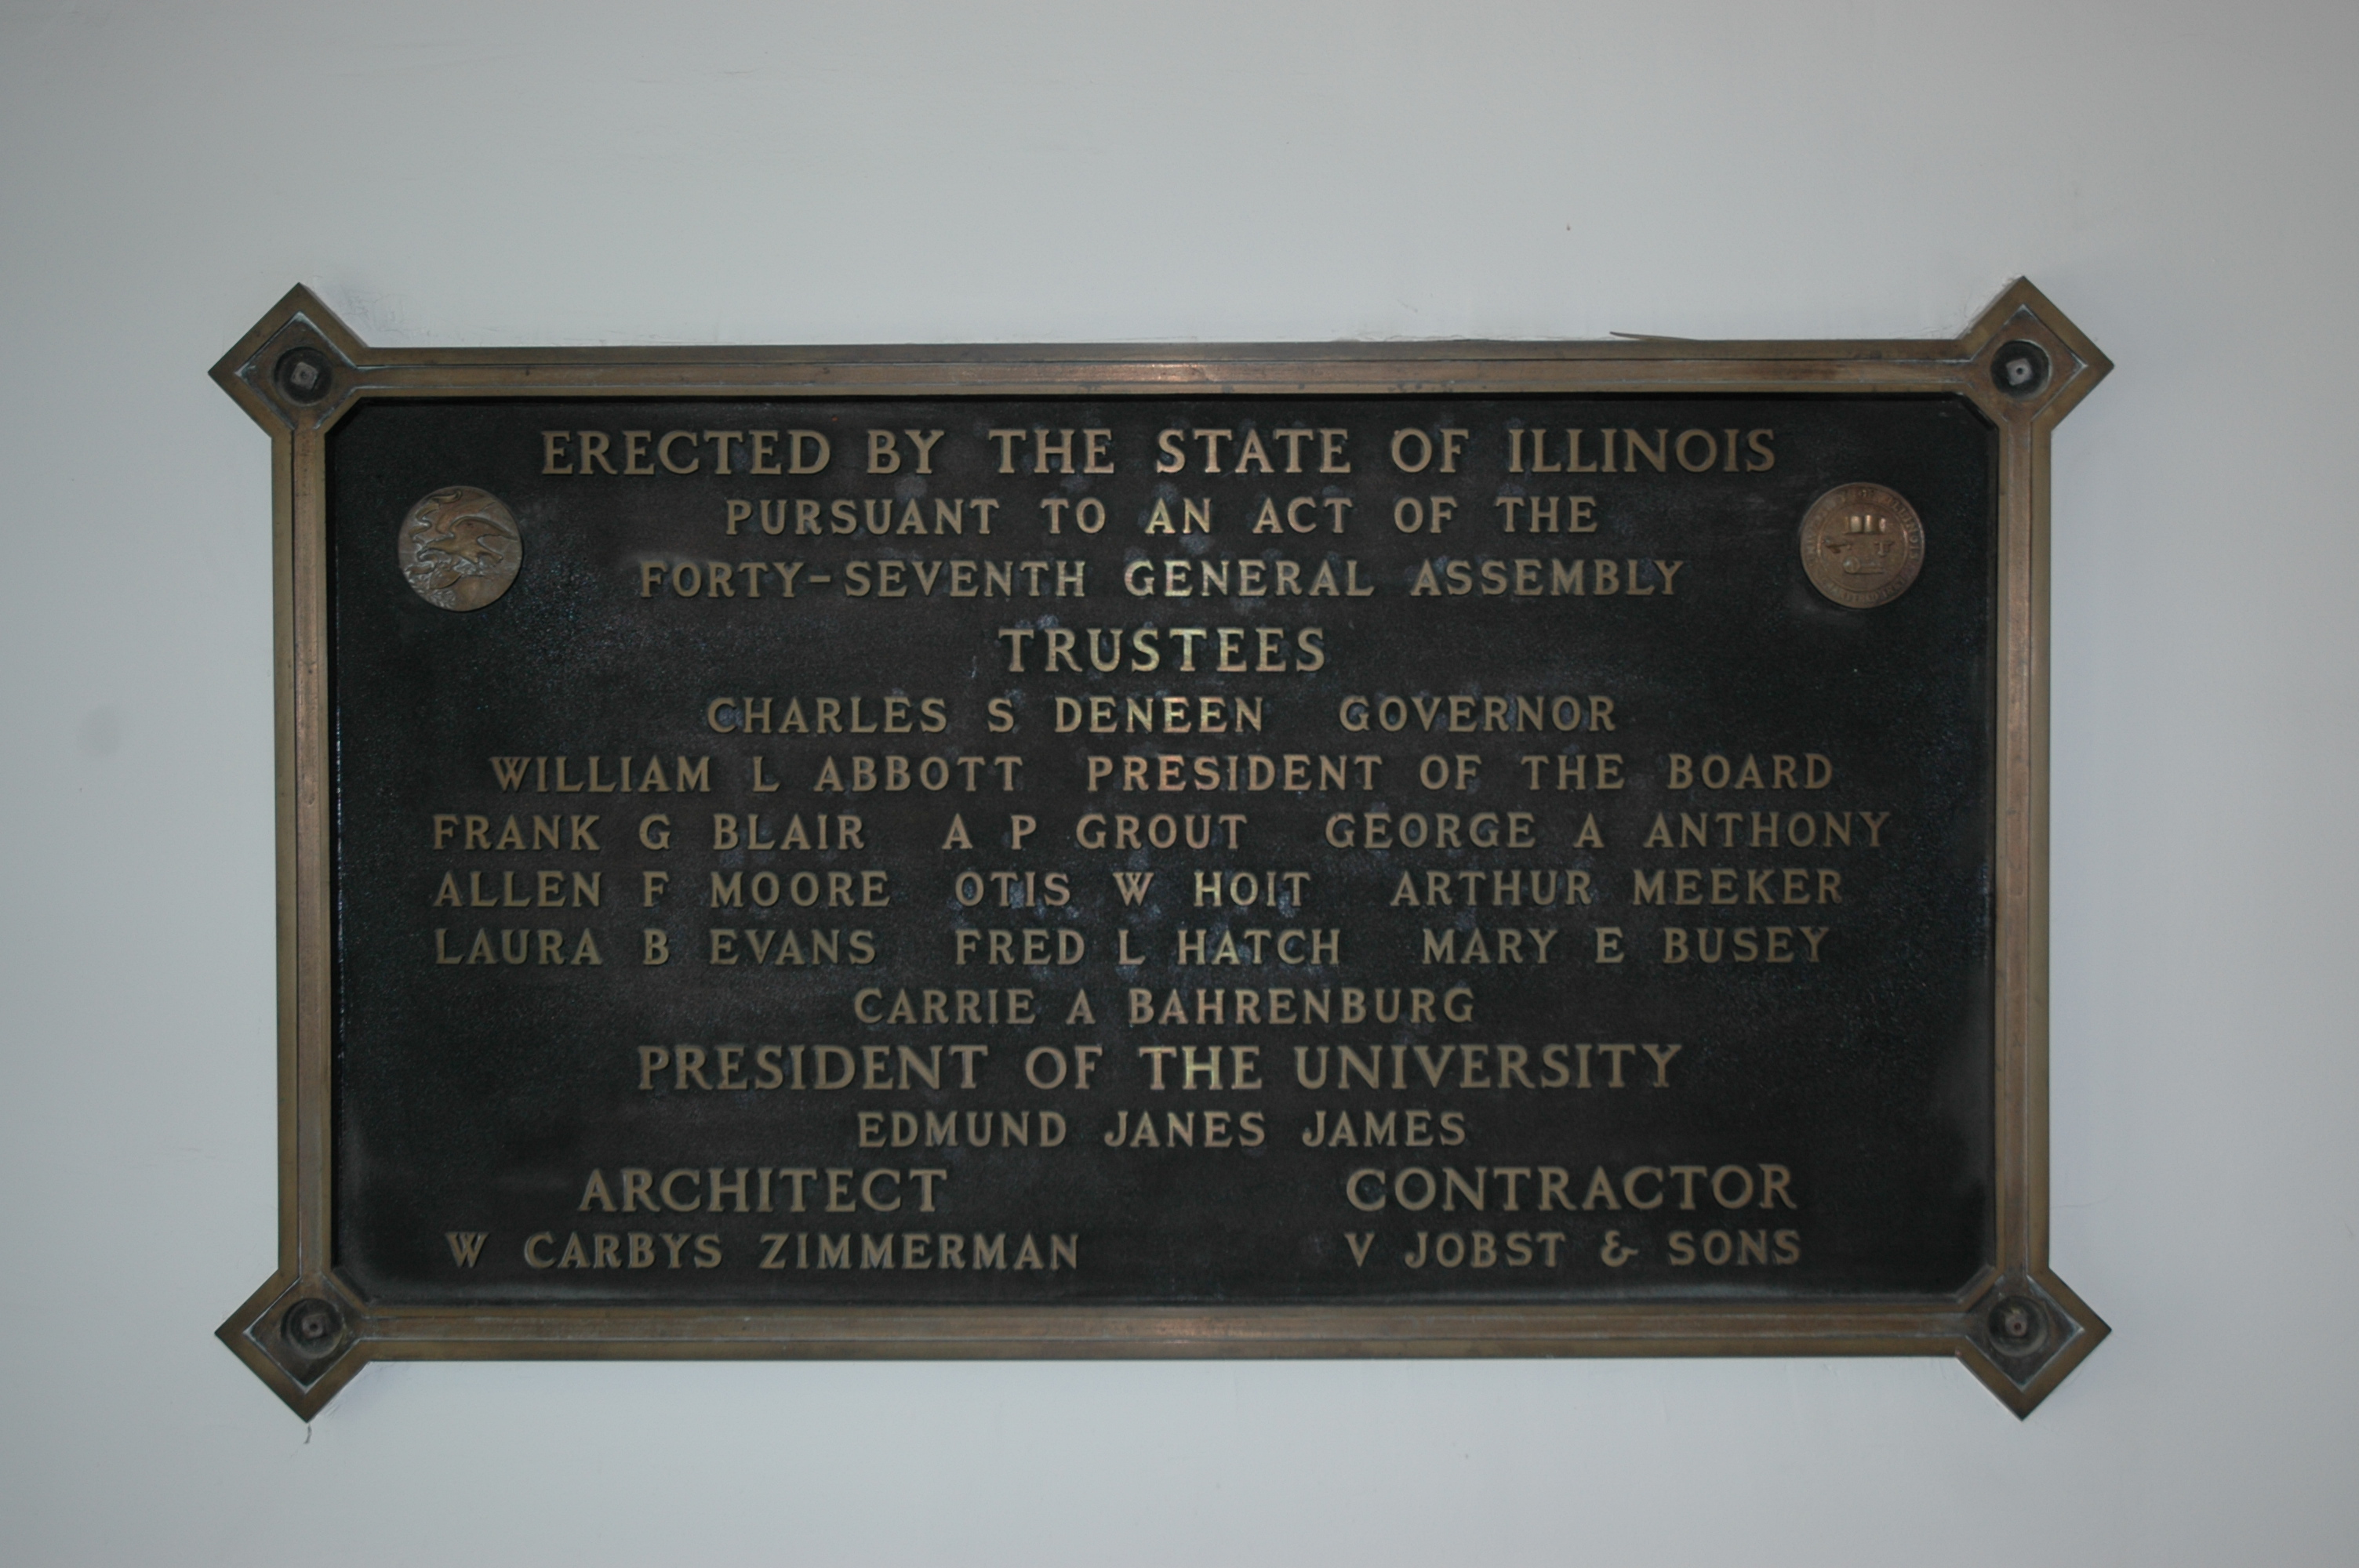 ERECTED BY THE STATE OF ILLINOIS
PURSUANT TO AN ACT OF THE
FORTY-SEVENTH GENERAL ASSEMBLY
TRUSTEES
CHARLES S DENEEN GOVERNOR
WILLIAM L ABBOTT PRESIDENT OF THE BOARD
FRANK G BLAIR A P GROUT GEORGE A ANTHONY
ALLEN F MOORE OTIS W HOIT ARTHUR MEEKER
LAURA B EVANS FRED L HATCH MARY E BUSEY
CARRIE A BAHRENBURG
PRESIDENT OF THE UNIVERSITY
EDMUND JANES JAMES
ARCHITECT CONTRACTOR
W CARBYS ZIMMERMAN V JOBST & SONS